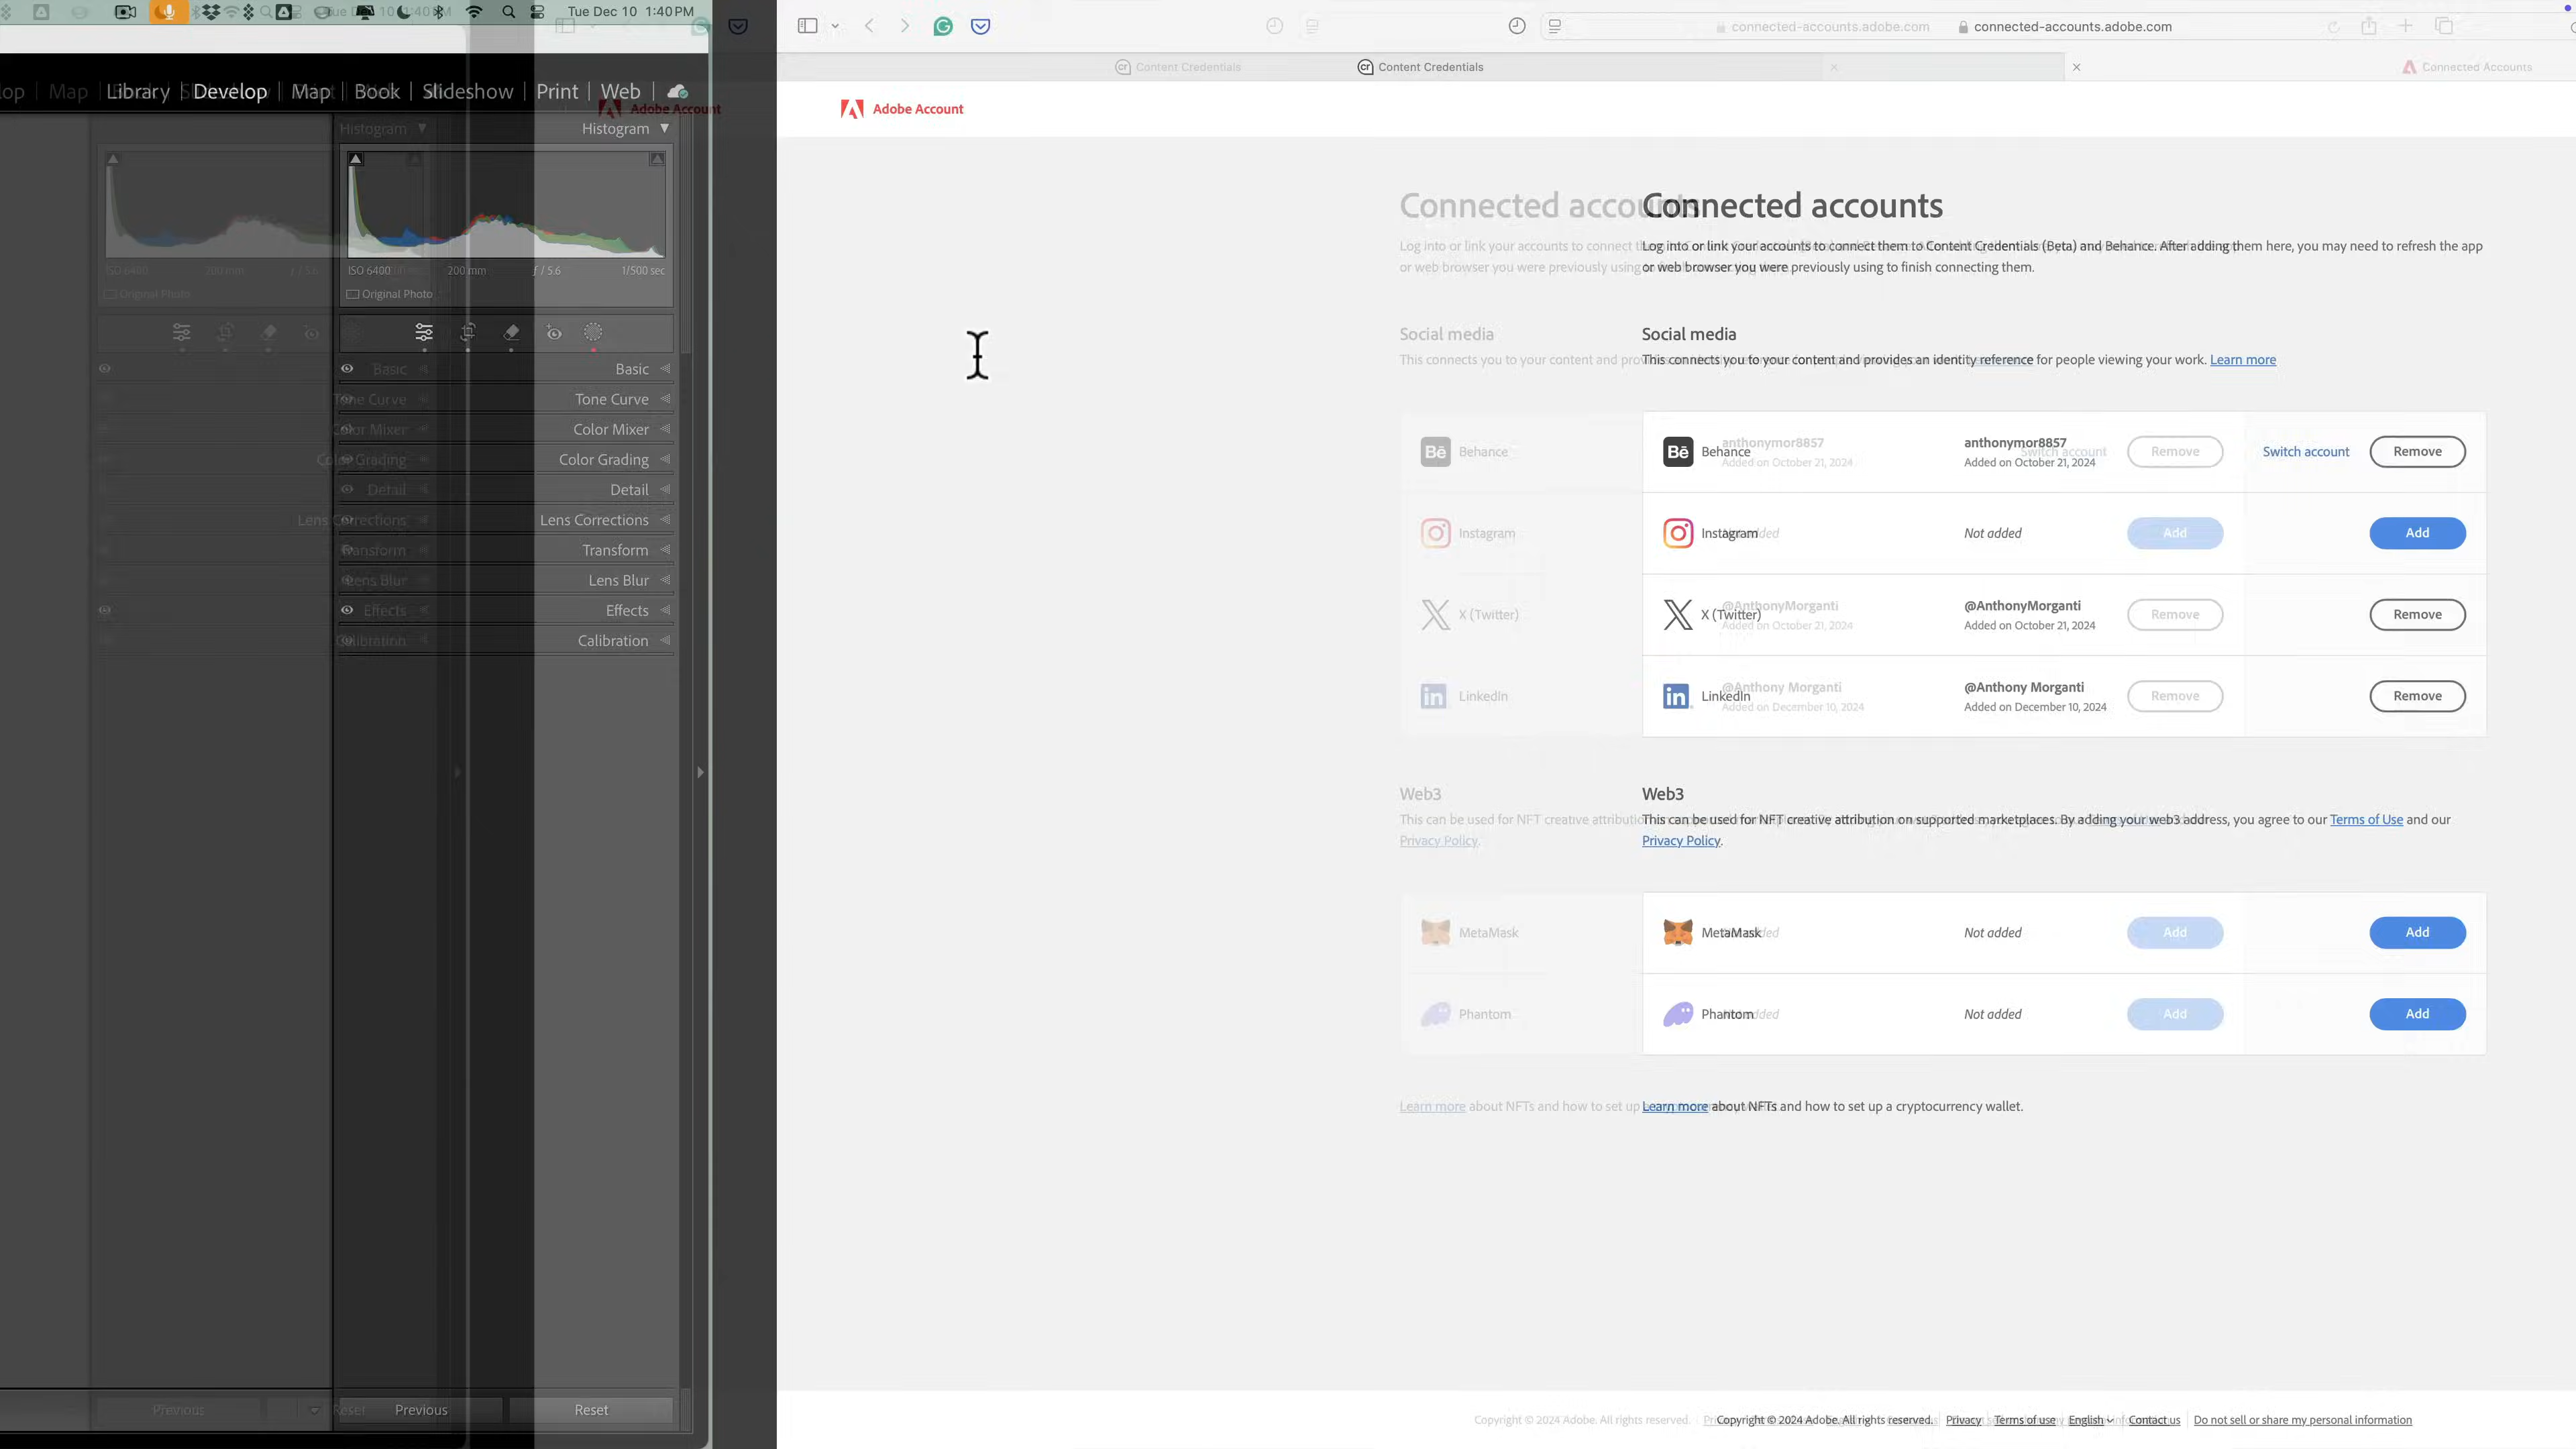 Tue Dec 10 1:40 PM
Library | Develop | Map | Book | Slideshow | Print | Web |
Histogram
ISO 6400 200 mm ƒ / 5.6 1/500 sec
Original Photo
Basic
Tone Curve
Color Mixer
Color Grading
Detail
Lens Corrections
Transform
Lens Blur
Effects
Calibration
Previous Reset
connected-accounts.adobe.com
Content Credentials
Connected Accounts
Adobe Account
Connected accounts
Log into or link your accounts to connect them to Content Credentials (Beta) and Behance. After adding them here, you may need to refresh the app
or web browser you were previously using to finish connecting them.
Social media
This connects you to your content and provides an identity reference for people viewing your work. Learn more
Behance anthonymor8857 Switch account Remove
Added on October 21, 2024
Instagram Not added Add
X (Twitter) @AnthonyMorganti Remove
Added on October 21, 2024
LinkedIn @Anthony Morganti Remove
Added on December 10, 2024
Web3
This can be used for NFT creative attribution on supported marketplaces. By adding your web3 address, you agree to our Terms of Use and our
Privacy Policy.
MetaMask Not added Add
Phantom Not added Add
Learn more about NFTs and how to set up a cryptocurrency wallet.
Copyright © 2024 Adobe. All rights reserved. Privacy Terms of use English Contact us Do not sell or share my personal information